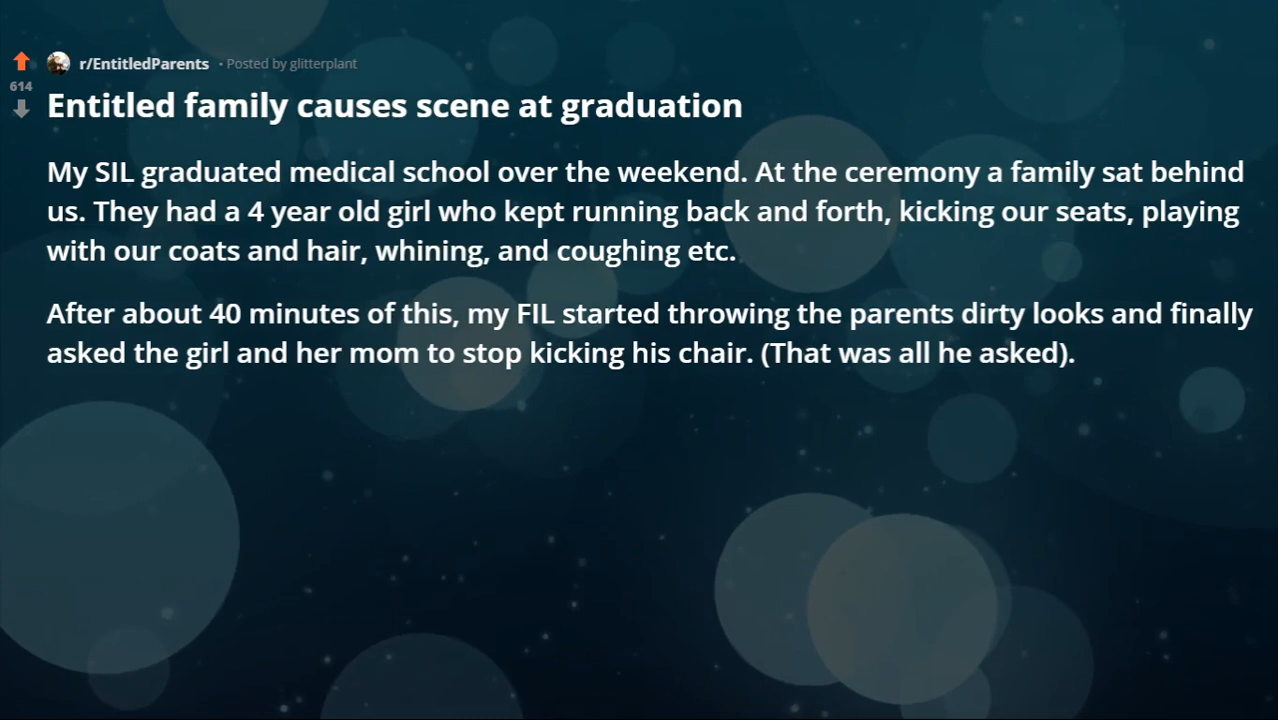 r/EntitledParents • Posted by glitterplant
614
Entitled family causes scene at graduation
My SIL graduated medical school over the weekend. At the ceremony a family sat behind
us. They had a 4 year old girl who kept running back and forth, kicking our seats, playing
with our coats and hair, whining, and coughing etc.
After about 40 minutes of this, my FIL started throwing the parents dirty looks and finally
asked the girl and her mom to stop kicking his chair. (That was all he asked).